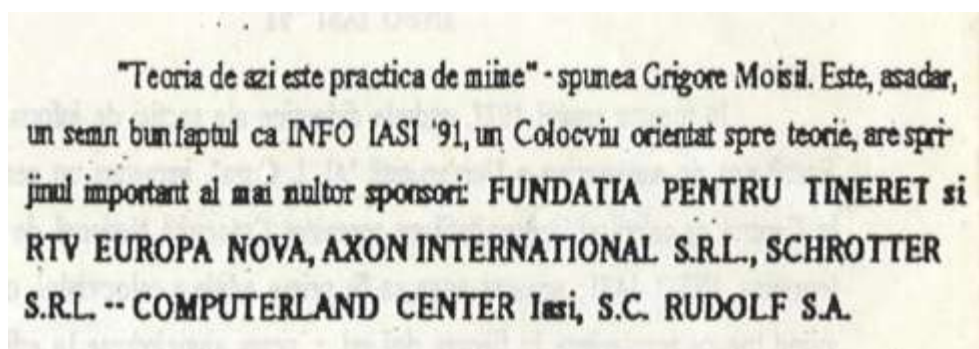 "Teoria de azi este practica de miine" - spunea Grigore Moisil. Este, asadar,
un semn bun faptul ca INFO IASI '91, un Colocviu orientat spre teorie, are spri-
jinul important al mai multor sponsori: FUNDATIA PENTRU TINERET si
RTV EUROPA NOVA, AXON INTERNATIONAL S.R.L., SCHROTTER
S.R.L. -- COMPUTERLAND CENTER Iasi, S.C. RUDOLF S.A.